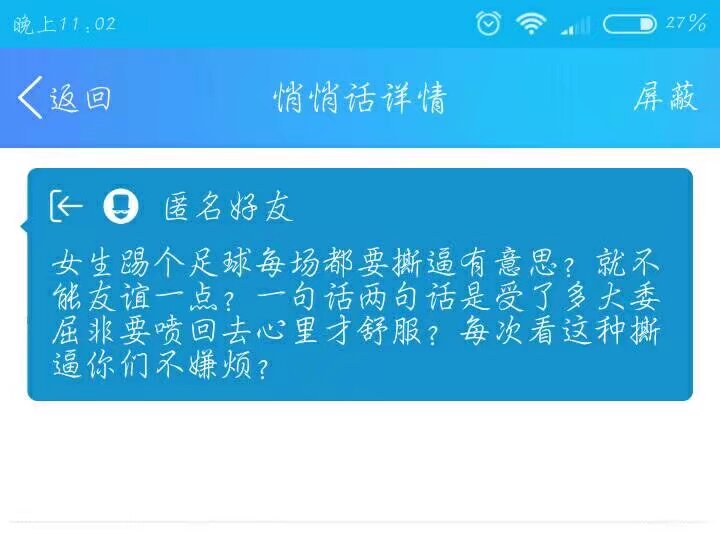 晚上11:02
27%
返回
悄悄话详情
屏蔽
匿名好友
女生踢个足球每场都要撕逼有意思?就不
能友谊一点?一句话两句话是受了多大委
屈非要喷回去心里才舒服?每次看这种撕
逼你们不嫌烦?